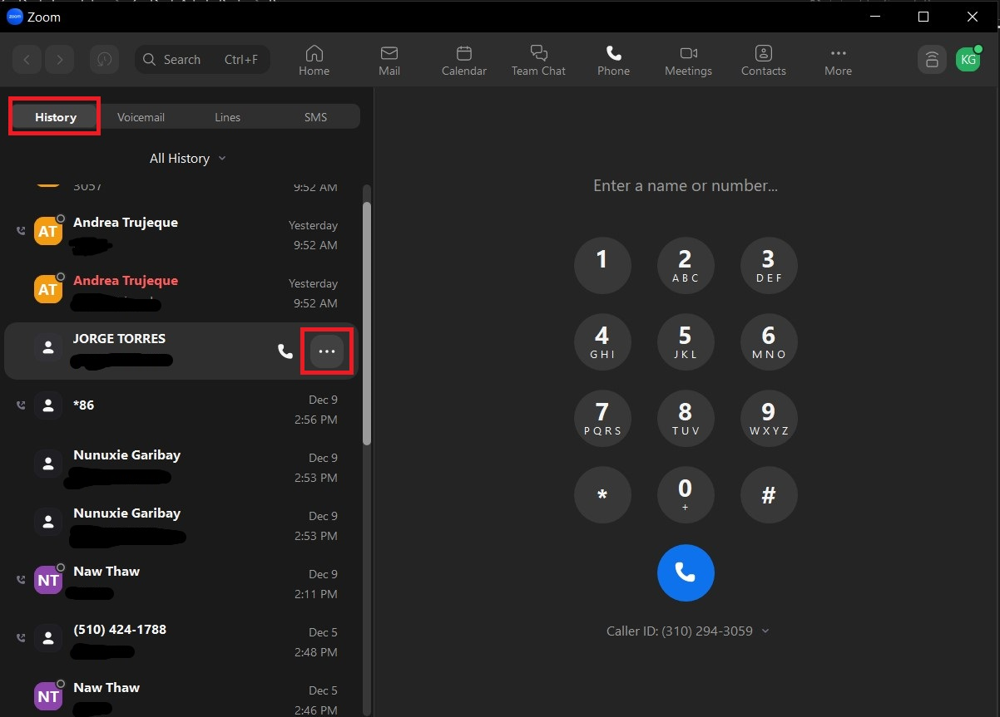 zoom Zoom
Search Ctrl+F
Home
Mail
Calendar
Team Chat
Phone
Meetings
Contacts
More
KG
History Voicemail Lines SMS
All History
3057 9:52 AM
AT Andrea Trujeque Yesterday
9:52 AM
AT Andrea Trujeque Yesterday
9:52 AM
JORGE TORRES
*86 Dec 9
2:56 PM
Nunuxie Garibay Dec 9
2:53 PM
Nunuxie Garibay Dec 9
2:53 PM
NT Naw Thaw Dec 9
2:11 PM
(510) 424-1788 Dec 5
2:48 PM
NT Naw Thaw Dec 5
2:46 PM
Enter a name or number...
1 2 3
ABC DEF
4 5 6
GHI JKL MNO
7 8 9
PQRS TUV WXYZ
* 0 #
+
Caller ID: (310) 294-3059